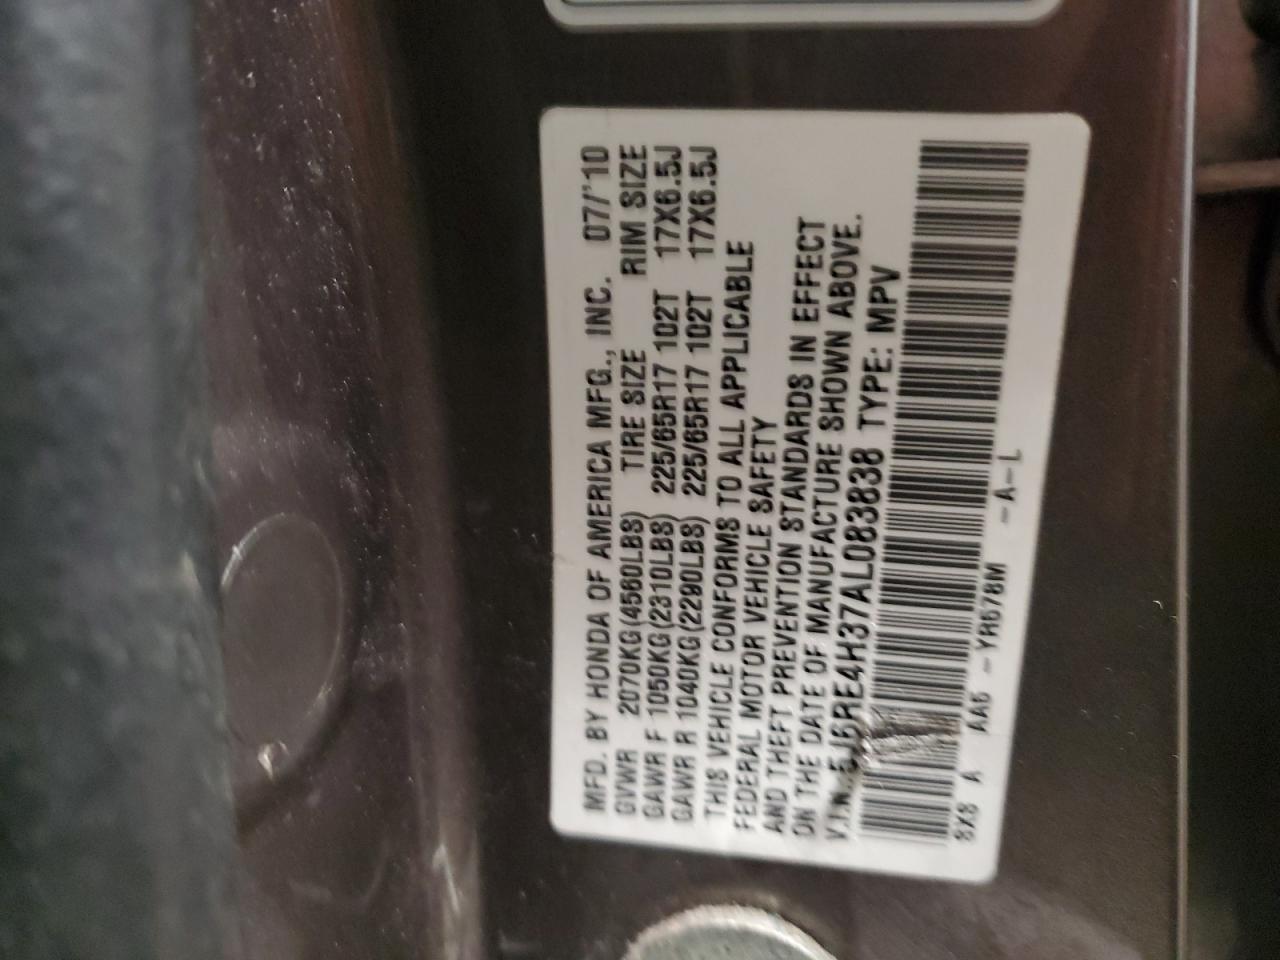 MFD. BY HONDA OF AMERICA MFG., INC. 07/'10
GVWR 2070KG(4560LBS) TIRE SIZE RIM SIZE
GAWR F 1050KG(2310LBS) 225/65R17 102T 17X6.5J
GAWR R 1040KG(2290LBS) 225/65R17 102T 17X6.5J
THIS VEHICLE CONFORMS TO ALL APPLICABLE
FEDERAL MOTOR VEHICLE SAFETY
AND THEFT PREVENTION STANDARDS IN EFFECT
ON THE DATE OF MANUFACTURE SHOWN ABOVE.
V.I.N. 5J6RE4H37AL083838 TYPE: MPV
8X8 A AA5 - YR578M - A - L